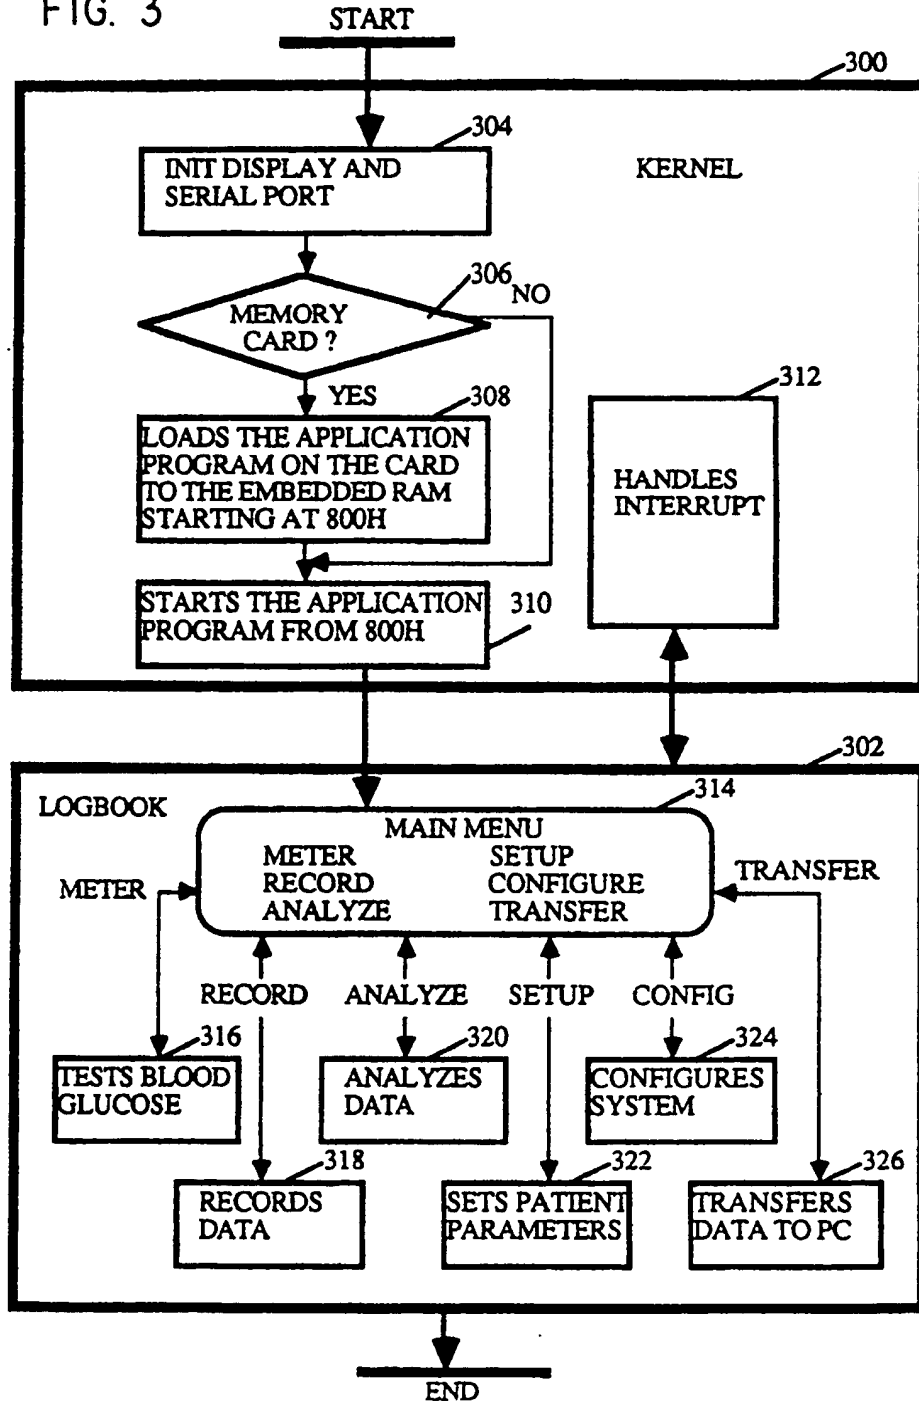 FIG. 3
START
300
304
INIT DISPLAY AND
SERIAL PORT
KERNEL
306
NO
MEMORY
CARD ?
YES
308
312
LOADS THE APPLICATION
PROGRAM ON THE CARD
TO THE EMBEDDED RAM
STARTING AT 800H
HANDLES
INTERRUPT
STARTS THE APPLICATION
PROGRAM FROM 800H
310
302
LOGBOOK
314
MAIN MENU
METER SETUP
RECORD CONFIGURE
ANALYZE TRANSFER
METER
TRANSFER
RECORD ANALYZE SETUP CONFIG
316
320
324
TESTS BLOOD
GLUCOSE
ANALYZES
DATA
CONFIGURES
SYSTEM
318
322
326
RECORDS
DATA
SETS PATIENT
PARAMETERS
TRANSFERS
DATA TO PC
END